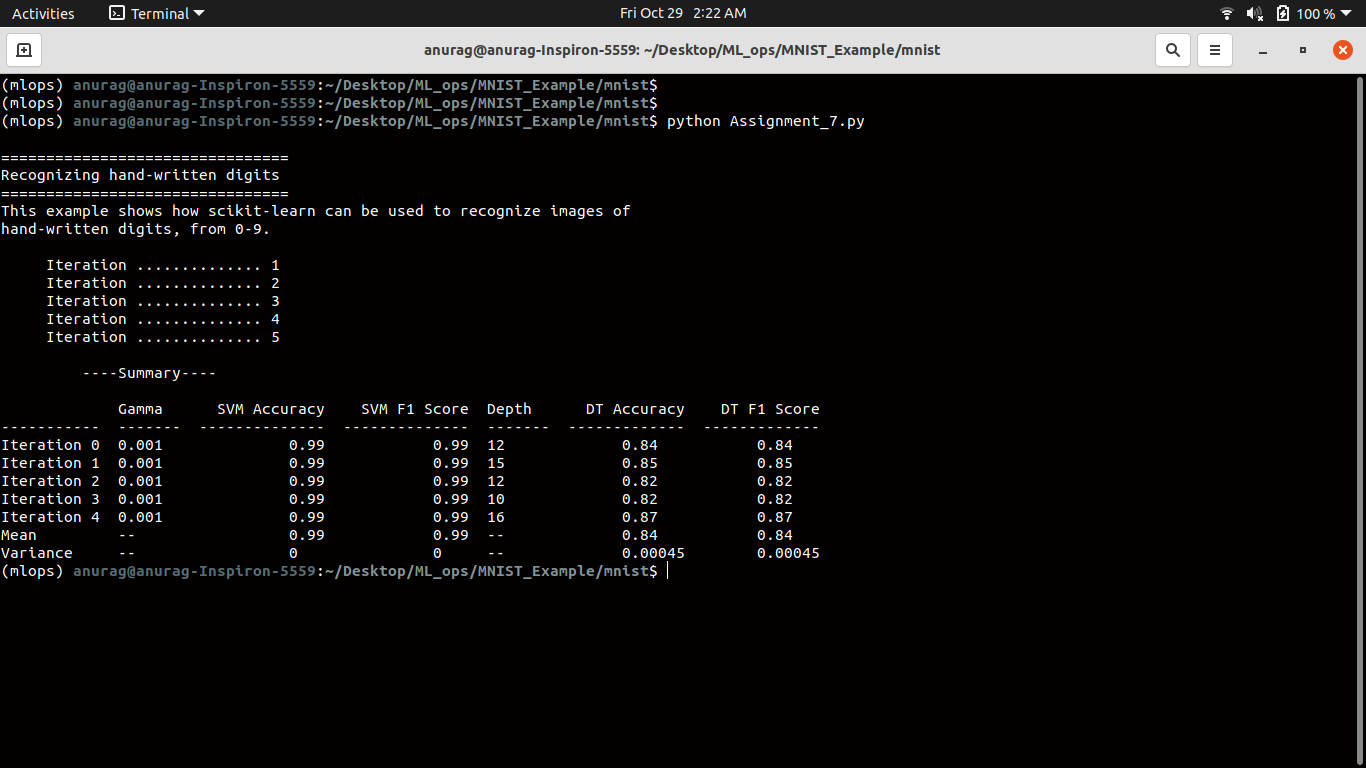 Activities Terminal Fri Oct 29 2:22 AM 100 %
anurag@anurag-Inspiron-5559: ~/Desktop/ML_ops/MNIST_Example/mnist
(mlops) anurag@anurag-Inspiron-5559:~/Desktop/ML_ops/MNIST_Example/mnist$
(mlops) anurag@anurag-Inspiron-5559:~/Desktop/ML_ops/MNIST_Example/mnist$
(mlops) anurag@anurag-Inspiron-5559:~/Desktop/ML_ops/MNIST_Example/mnist$ python Assignment_7.py

================================
Recognizing hand-written digits
================================
This example shows how scikit-learn can be used to recognize images of
hand-written digits, from 0-9.

     Iteration .............. 1
     Iteration .............. 2
     Iteration .............. 3
     Iteration .............. 4
     Iteration .............. 5

         ----Summary----

             Gamma      SVM Accuracy    SVM F1 Score  Depth      DT Accuracy    DT F1 Score
-----------  -------  --------------  --------------  -------  -------------  -------------
Iteration 0  0.001              0.99            0.99  12             0.84           0.84
Iteration 1  0.001              0.99            0.99  15             0.85           0.85
Iteration 2  0.001              0.99            0.99  12             0.82           0.82
Iteration 3  0.001              0.99            0.99  10             0.82           0.82
Iteration 4  0.001              0.99            0.99  16             0.87           0.87
Mean         --                 0.99            0.99  --             0.84           0.84
Variance     --                 0               0     --             0.00045        0.00045
(mlops) anurag@anurag-Inspiron-5559:~/Desktop/ML_ops/MNIST_Example/mnist$